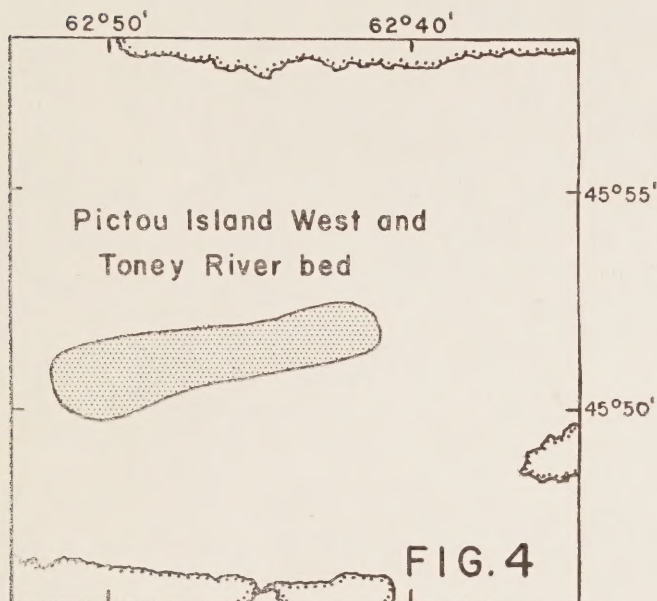 62°50' 62°40'
45°55'
Pictou Island West and
Toney River bed
45°50'
FIG. 4